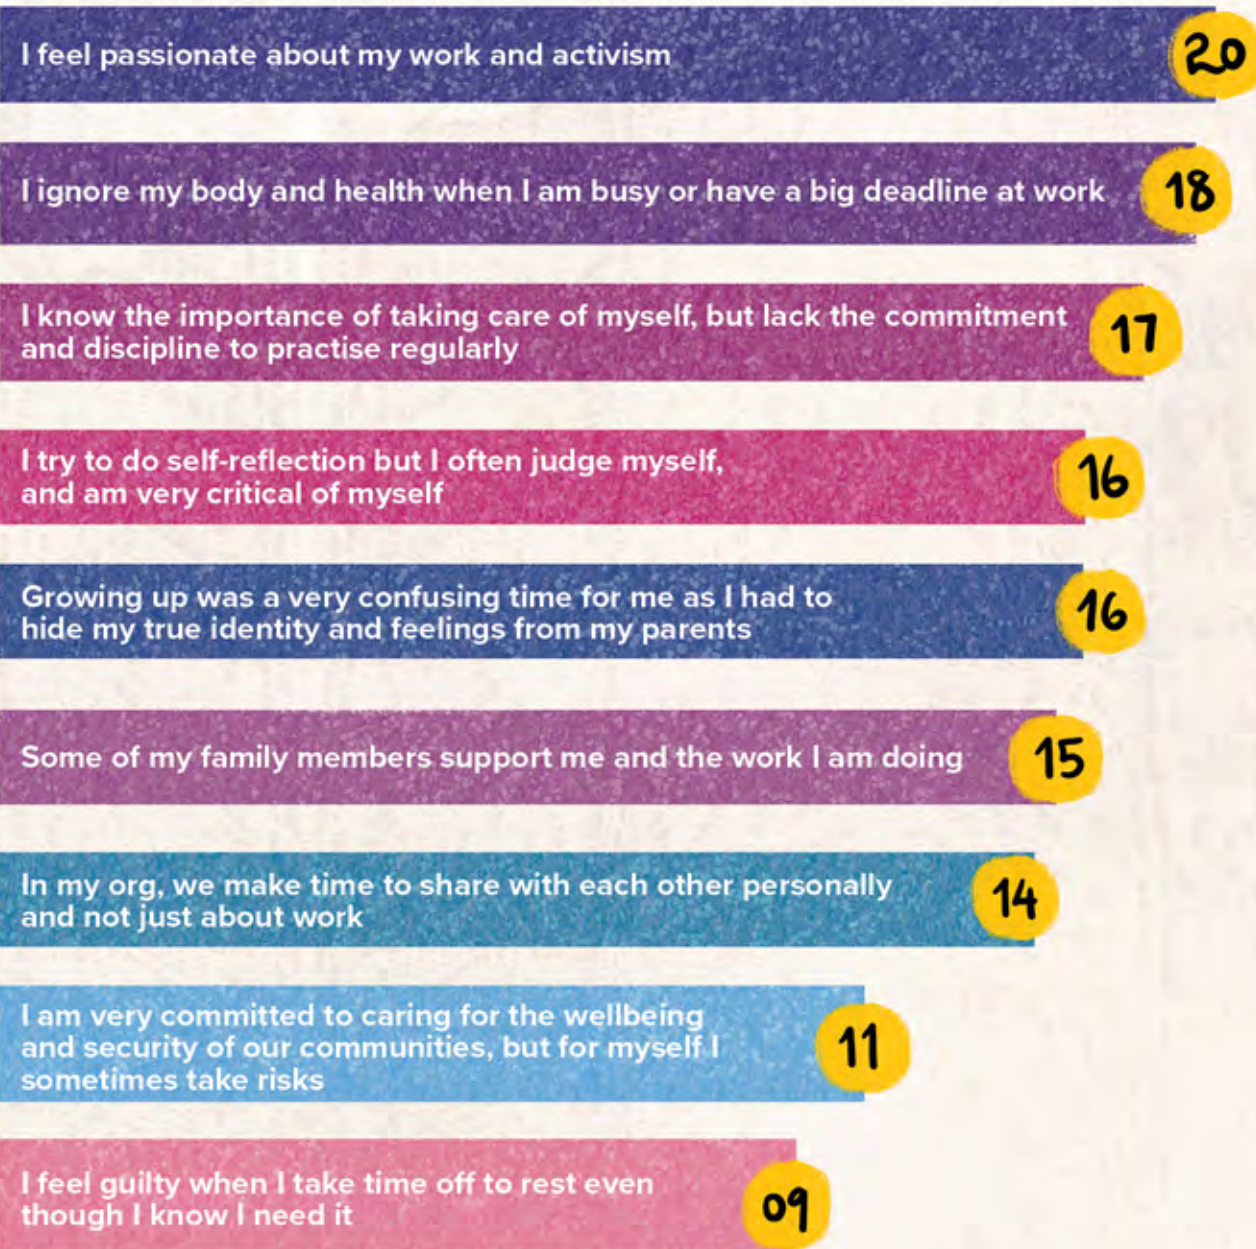 I feel passionate about my work and activism
20
I ignore my body and health when I am busy or have a big deadline at work
18
I know the importance of taking care of myself, but lack the commitment
and discipline to practise regularly
17
I try to do self-reflection but I often judge myself,
and am very critical of myself
16
Growing up was a very confusing time for me as I had to
hide my true identity and feelings from my parents
16
Some of my family members support me and the work I am doing
15
In my org, we make time to share with each other personally
and not just about work
14
I am very committed to caring for the wellbeing
and security of our communities, but for myself I
sometimes take risks
11
I feel guilty when I take time off to rest even
though I know I need it
09